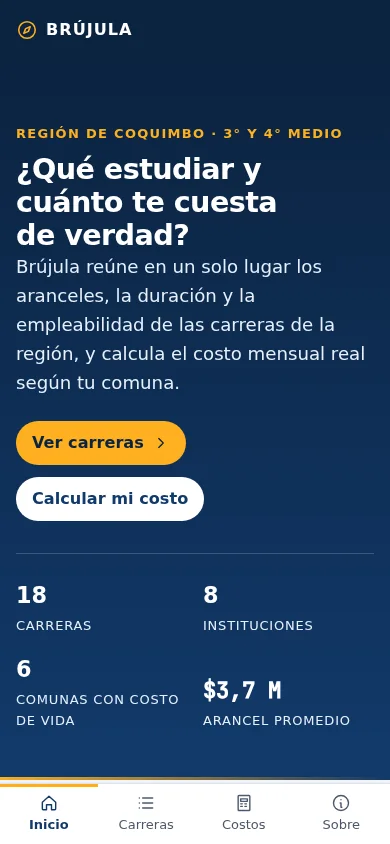 BRÚJULA
REGIÓN DE COQUIMBO · 3° Y 4° MEDIO
¿Qué estudiar y
cuánto te cuesta
de verdad?
Brújula reúne en un solo lugar los
aranceles, la duración y la
empleabilidad de las carreras de la
región, y calcula el costo mensual real
según tu comuna.
Ver carreras
Calcular mi costo
18
CARRERAS
8
INSTITUCIONES
6
COMUNAS CON COSTO
DE VIDA
$3,7 M
ARANCEL PROMEDIO
Inicio
Carreras
Costos
Sobre